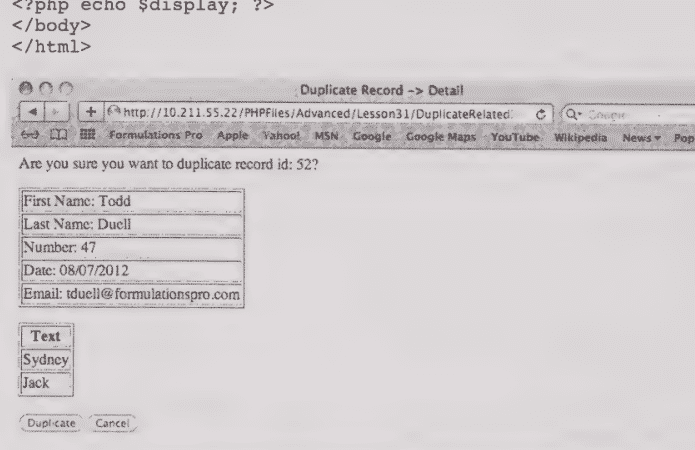 <?php echo $display; ?>
</body>
</html>
Duplicate Record -> Detail
http://10.211.55.22/PHPFiles/Advanced/Lesson31/DuplicateRelated
Formulations Pro Apple Yahoo! MSN Google Google Maps YouTube Wikipedia News Pop
Are you sure you want to duplicate record id: 52?
First Name: Todd
Last Name: Duell
Number: 47
Date: 08/07/2012
Email: tduell@formulationspro.com
Text
Sydney
Jack
Duplicate Cancel